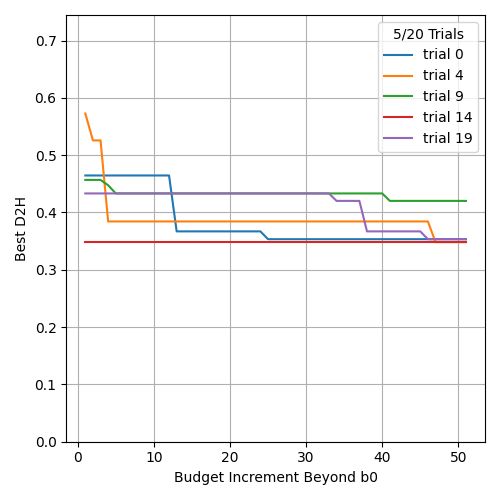 5/20 Trials
trial 0
trial 4
trial 9
trial 14
trial 19
0.7
0.6
0.5
0.4
0.3
0.2
0.1
0.0
Best D2H
0 10 20 30 40 50
Budget Increment Beyond b0